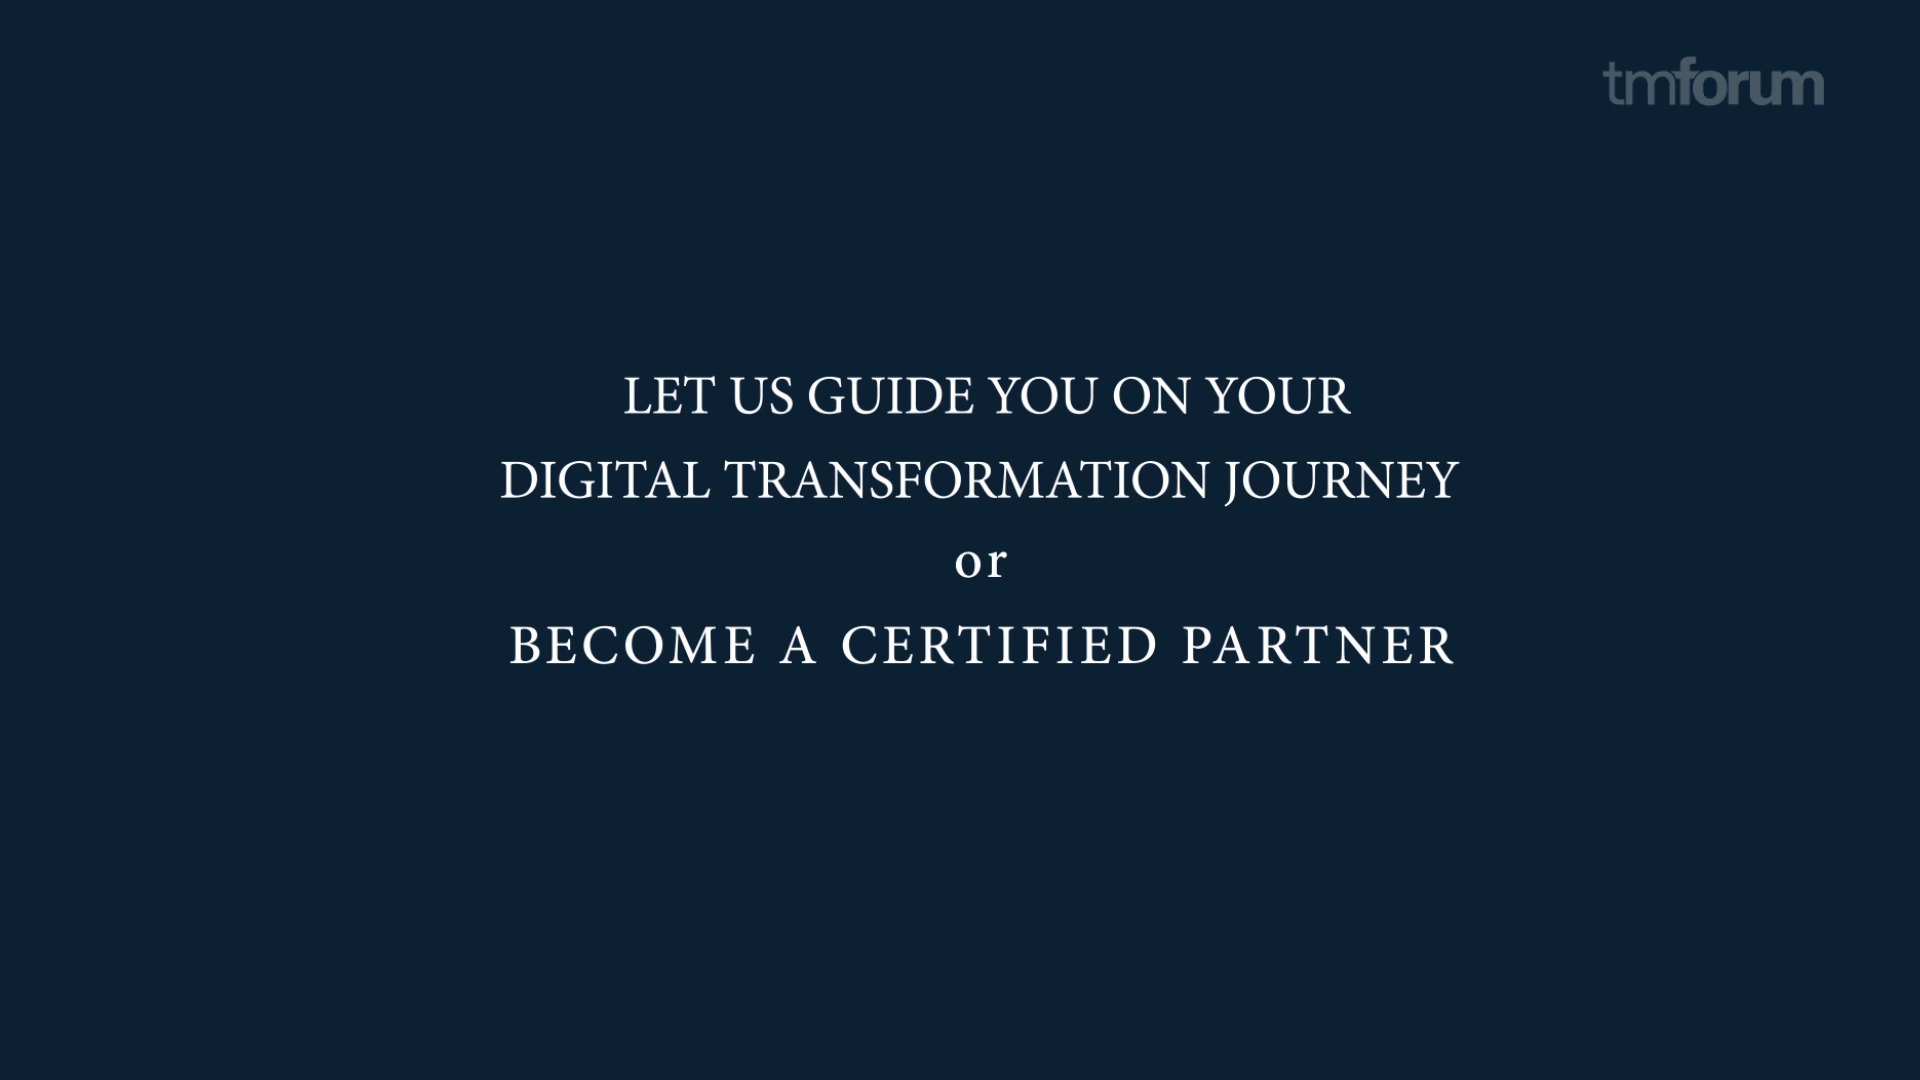 tmforum
LET US GUIDE YOU ON YOUR
DIGITAL TRANSFORMATION JOURNEY
or
BECOME A CERTIFIED PARTNER